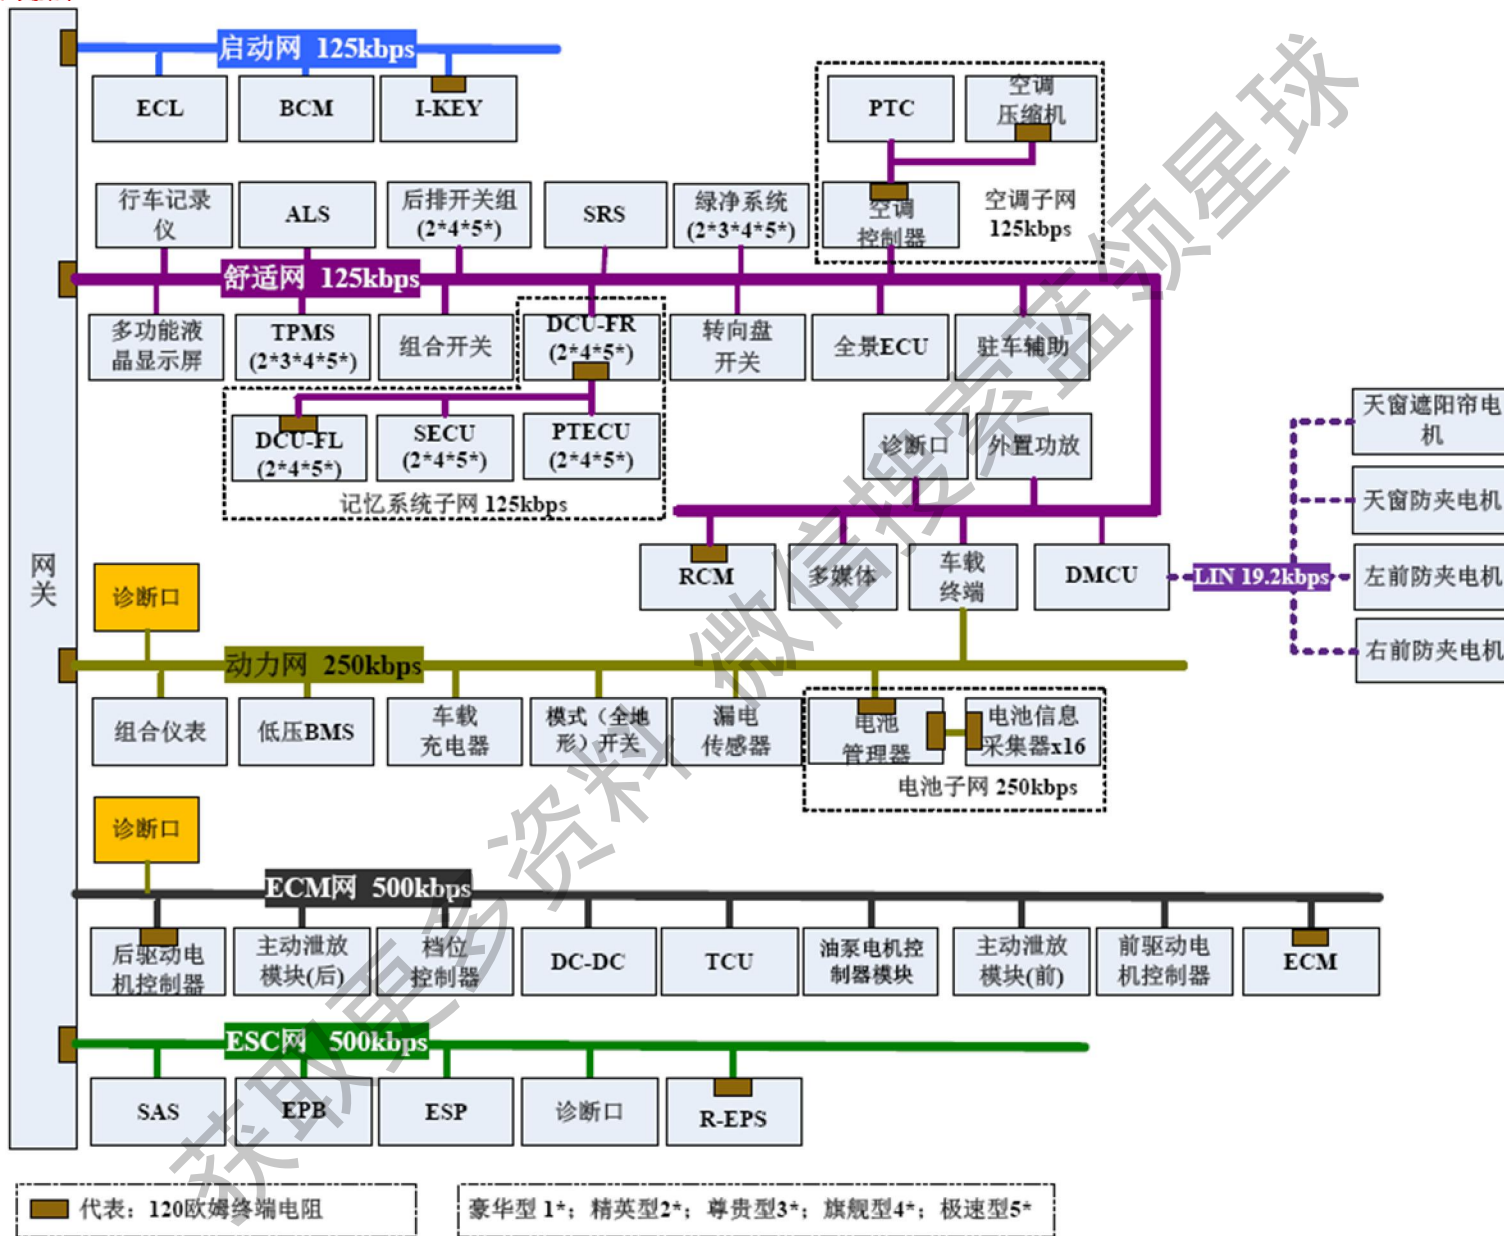 启动网 125kbps
ECL
BCM
I-KEY
PTC
空调
压缩机
空调
控制器
空调子网
125kbps
行车记录
仪
ALS
后排开关组
(2*4*5*)
SRS
绿净系统
(2*3*4*5*)
舒适网 125kbps
多功能液
晶显示屏
TPMS
(2*3*4*5*)
组合开关
DCU-FR
(2*4*5*)
转向盘
开关
全景ECU
驻车辅助
DCU-FL
(2*4*5*)
SECU
(2*4*5*)
PTECU
(2*4*5*)
记忆系统子网 125kbps
诊断口
外置功放
RCM
多媒体
车载
终端
DMCU
LIN 19.2kbps
天窗遮阳帘电
机
天窗防夹电机
左前防夹电机
右前防夹电机
网
关
诊断口
动力网 250kbps
组合仪表
低压BMS
车载
充电器
模式（全地
形）开关
漏电
传感器
电池
管理器
电池信息
采集器x16
电池子网 250kbps
诊断口
ECM网 500kbps
后驱动电
机控制器
主动泄放
模块(后)
档位
控制器
DC-DC
TCU
油泵电机控
制器模块
主动泄放
模块(前)
前驱动电
机控制器
ECM
ESC网 500kbps
SAS
EPB
ESP
诊断口
R-EPS
代表：120欧姆终端电阻
豪华型 1*；精英型2*；尊贵型3*；旗舰型4*；极速型5*
获取更多资料 微信搜索蓝领星球